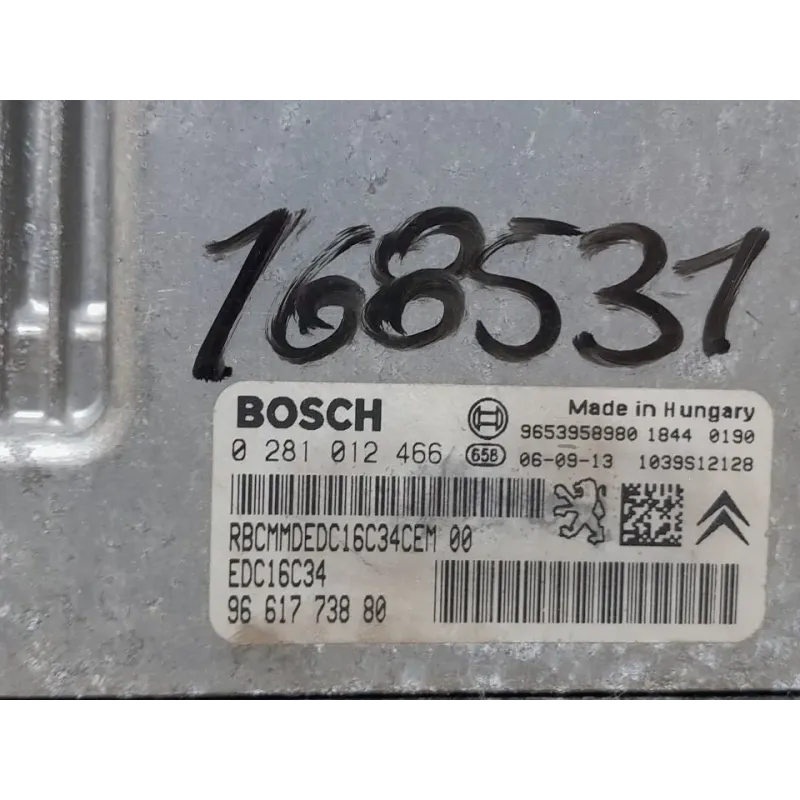 168531
BOSCH
Made in Hungary
9653958980 1844 0190
0 281 012 466
658 06-09-13 1039S12128
RBCMMDEDC16C34CEM 00
EDC16C34
96 617 738 80